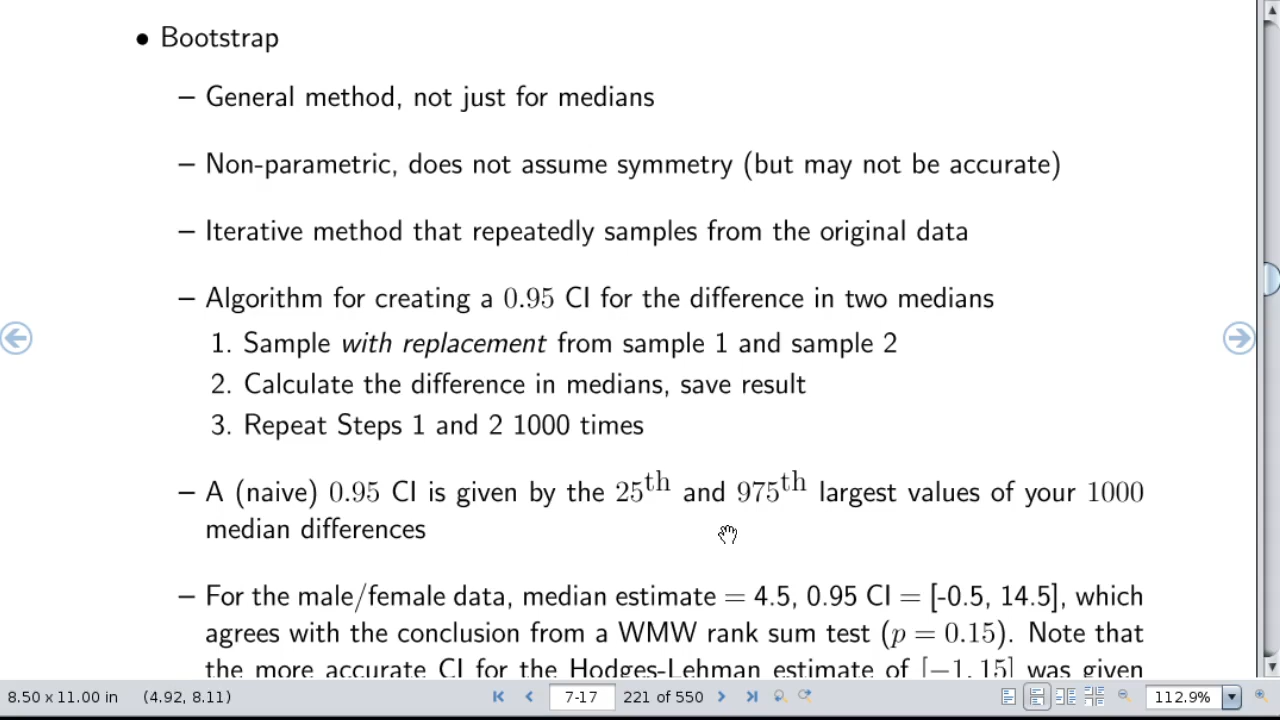 • Bootstrap
– General method, not just for medians
– Non-parametric, does not assume symmetry (but may not be accurate)
– Iterative method that repeatedly samples from the original data
– Algorithm for creating a 0.95 CI for the difference in two medians
1. Sample with replacement from sample 1 and sample 2
2. Calculate the difference in medians, save result
3. Repeat Steps 1 and 2 1000 times
– A (naive) 0.95 CI is given by the 25th and 975th largest values of your 1000
median differences
– For the male/female data, median estimate = 4.5, 0.95 CI = [-0.5, 14.5], which
agrees with the conclusion from a WMW rank sum test (p = 0.15). Note that
the more accurate CI for the Hodges-Lehman estimate of [−1, 15] was given
8.50 x 11.00 in (4.92, 8.11) 7-17 221 of 550 112.9%